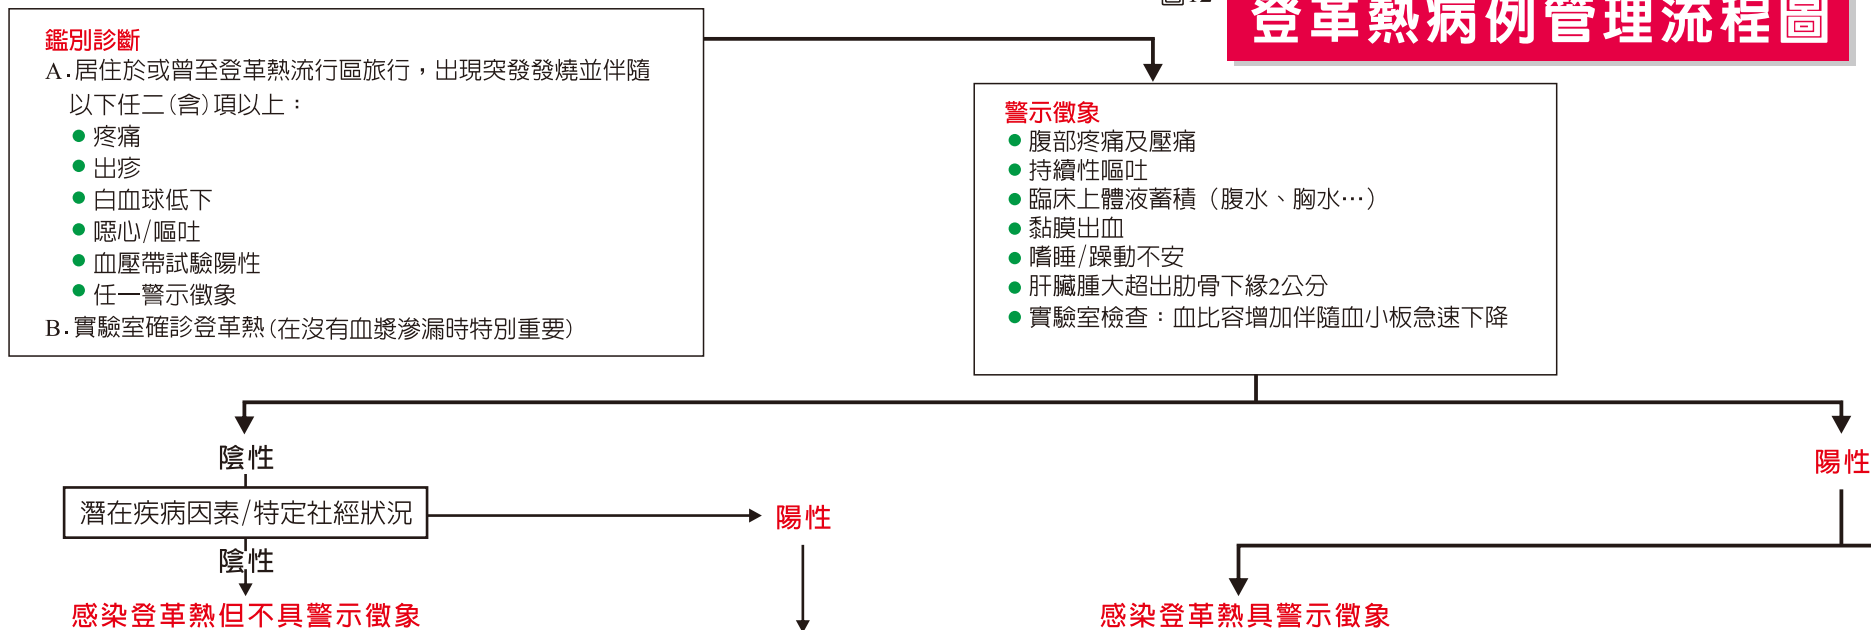 圖12
登革熱病例管理流程圖
鑑別診斷
A.居住於或曾至登革熱流行區旅行，出現突發發燒並伴隨
以下任二(含)項以上：
● 疼痛
● 出疹
● 白血球低下
● 噁心/嘔吐
● 血壓帶試驗陽性
● 任一警示徵象
B.實驗室確診登革熱(在沒有血漿滲漏時特別重要)
警示徵象
● 腹部疼痛及壓痛
● 持續性嘔吐
● 臨床上體液蓄積（腹水、胸水…）
● 黏膜出血
● 嗜睡/躁動不安
● 肝臟腫大超出肋骨下緣2公分
● 實驗室檢查：血比容增加伴隨血小板急速下降
陰性
陽性
潛在疾病因素/特定社經狀況
陽性
陰性
感染登革熱但不具警示徵象
感染登革熱具警示徵象